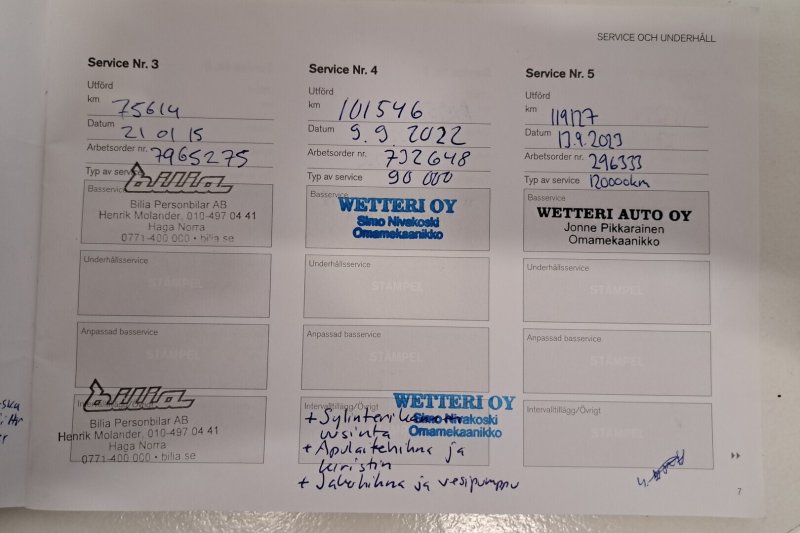 SERVICE OCH UNDERHÅLL
Service Nr. 3
Utförd
km 75614
Datum 21 01 15
Arbetsorder nr. 7965275
Typ av service
bilia
Basservice
Bilia Personbilar AB
Henrik Molander, 010-497 04 41
Haga Norra
0771-400 000 • bilia.se
Underhållsservice
STÄMPEL
Anpassad basservice
STÄMPEL
bilia
Bilia Personbilar AB
Henrik Molander, 010-497 04 41
Haga Norra
0771-400 000 • bilia.se
Service Nr. 4
Utförd
km 101546
Datum 9.9.2022
Arbetsorder nr. 732648
Typ av service 90 000
Basservice
WETTERI OY
Simo Nivakoski
Omamekaanikko
Underhållsservice
STÄMPEL
Anpassad basservice
STÄMPEL
Intervalltillägg/Övrigt
WETTERI OY
Simo Nivakoski
Omamekaanikko
+ Apulaitehihna ja
kiristin
+ Jakohihna ja vesipumppu
Service Nr. 5
Utförd
km 119127
Datum 13.9.2023
Arbetsorder nr. 296333
Typ av service 120000km
Basservice
WETTERI AUTO OY
Jonne Pikkarainen
Omamekaanikko
Underhållsservice
STÄMPEL
Anpassad basservice
STÄMPEL
Intervalltillägg/Övrigt
STÄMPEL
7